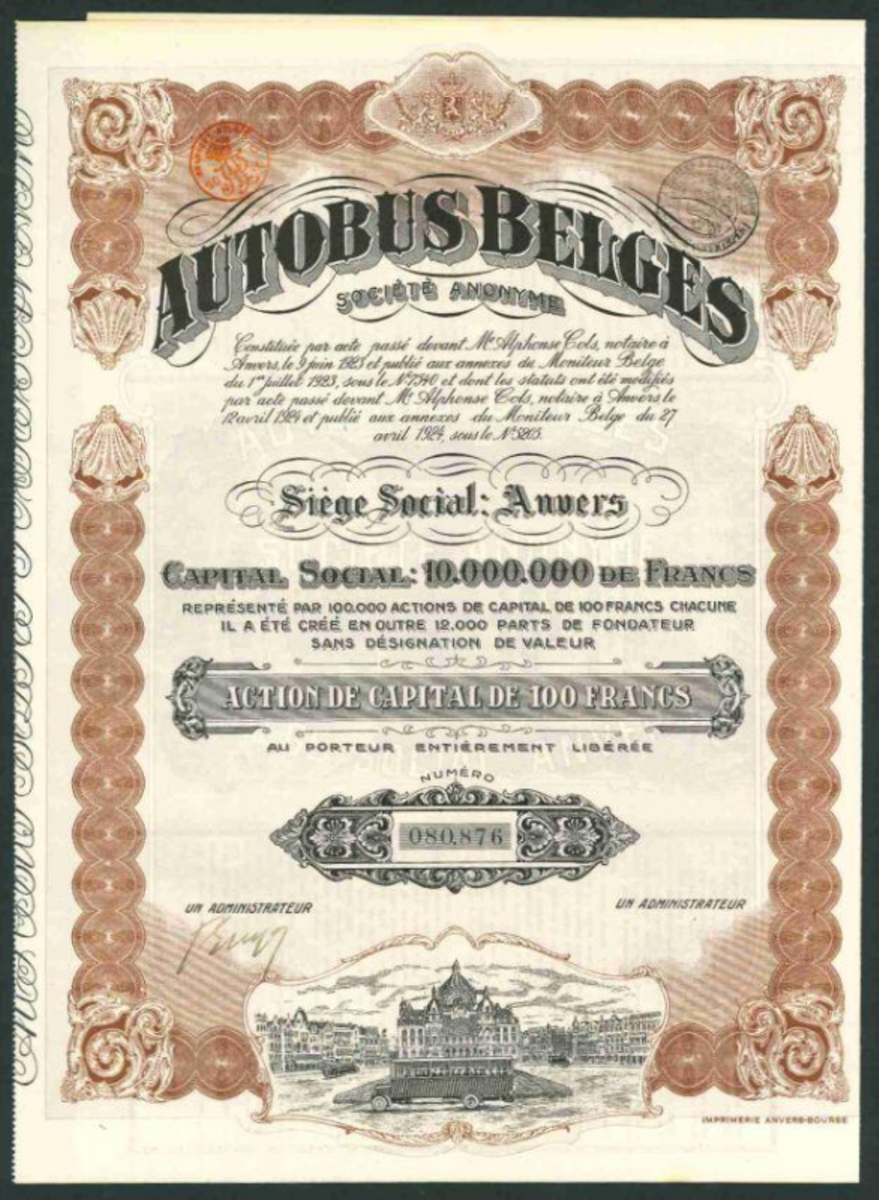 AUTOBUS BELGES
SOCIÉTÉ ANONYME
Constituée par acte passé devant Me Alphonse Cols, notaire à
Anvers, le 9 juin 1923 et publié aux annexes du Moniteur Belge
du 1er juillet 1923, sous le No 7540 et dont les statuts ont été modifiés
par acte passé devant Me Alphonse Cols, notaire à Anvers le
12 avril 1924 et publié aux annexes du Moniteur Belge du 27
avril 1924, sous le No 5205.
Siège Social: Anvers
CAPITAL SOCIAL: 10.000.000 DE FRANCS
REPRÉSENTÉ PAR 100.000 ACTIONS DE CAPITAL DE 100 FRANCS CHACUNE
IL A ÉTÉ CRÉÉ EN OUTRE 12.000 PARTS DE FONDATEUR
SANS DÉSIGNATION DE VALEUR
ACTION DE CAPITAL DE 100 FRANCS
AU PORTEUR ENTIÈREMENT LIBÉRÉE
NUMÉRO
080,876
UN ADMINISTRATEUR
UN ADMINISTRATEUR
IMPRIMERIE ANVERS-BOURSE